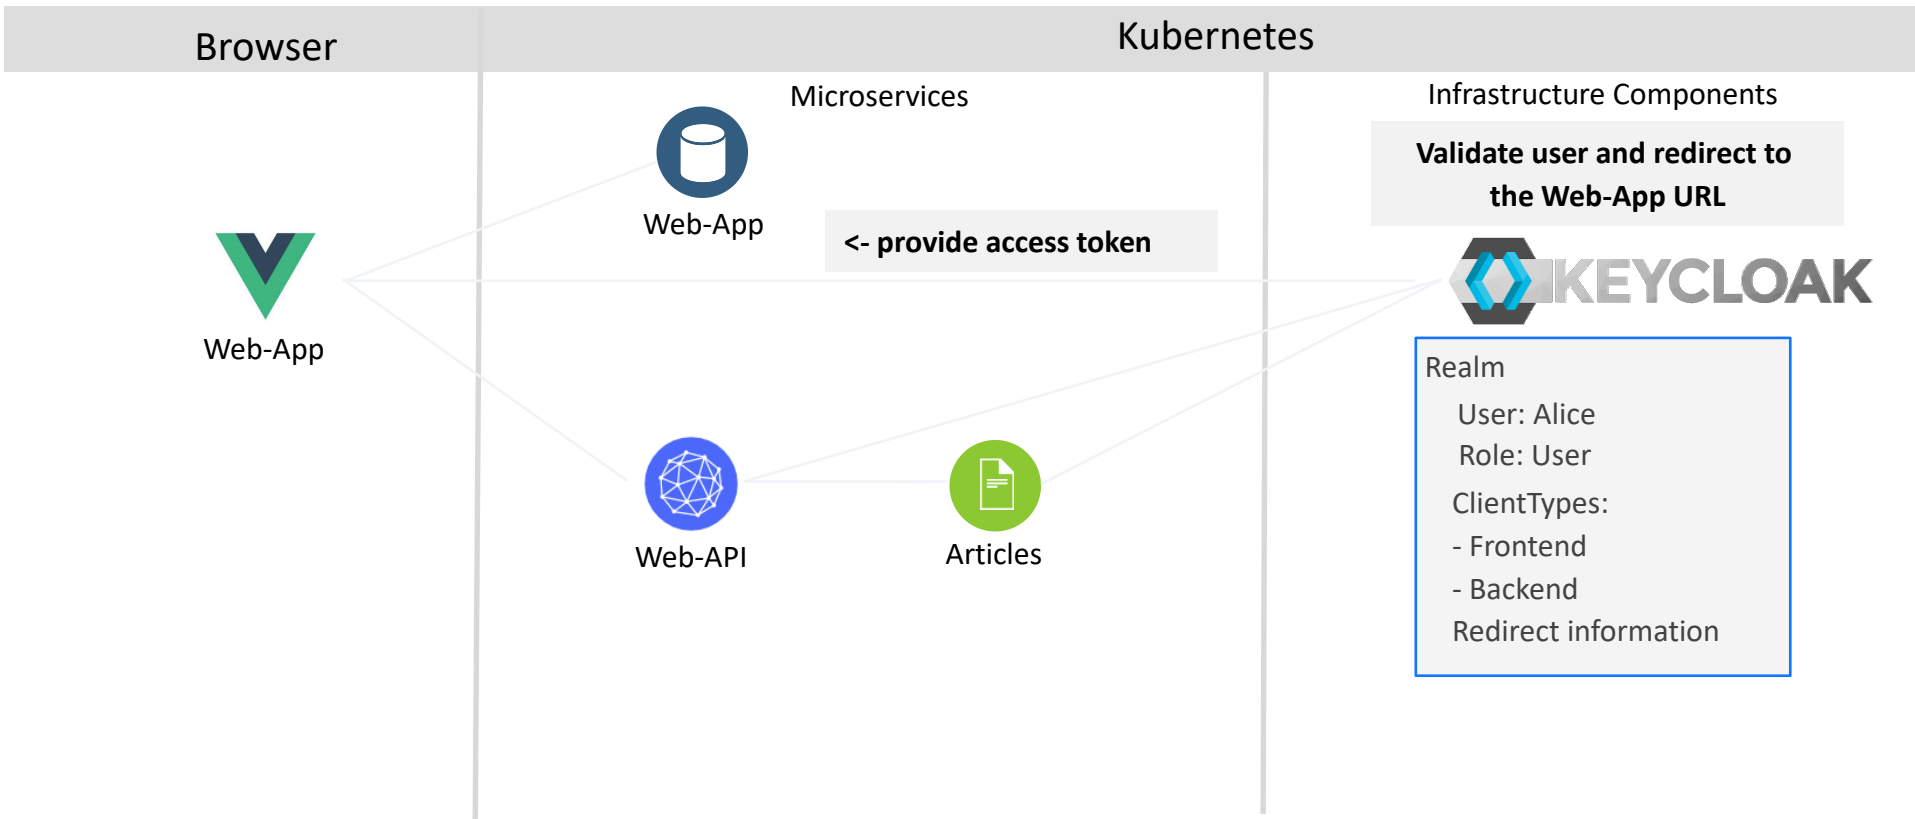 Browser
Kubernetes
Microservices
Infrastructure Components
Validate user and redirect to
the Web-App URL
Web-App
<- provide access token
KEYCLOAK
Web-App
Realm
User: Alice
Role: User
ClientTypes:
- Frontend
- Backend
Redirect information
Web-API
Articles